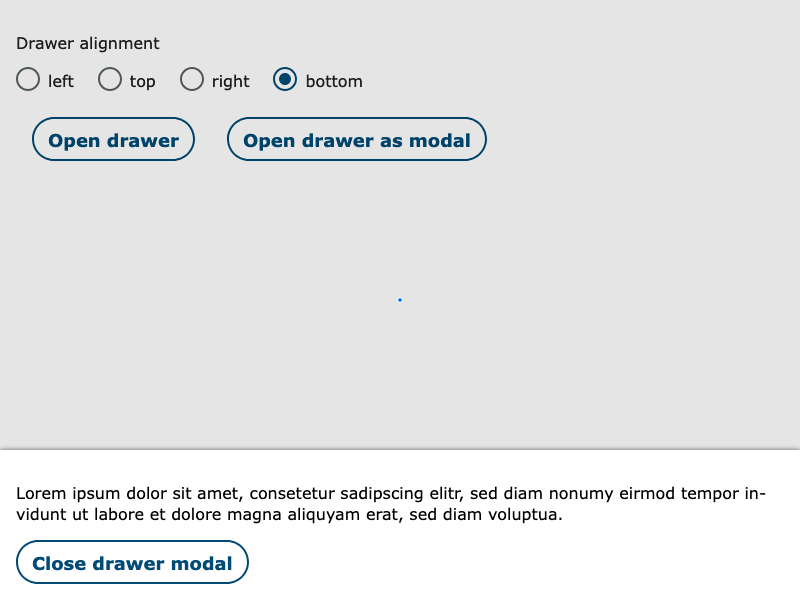 Drawer alignment
left top right bottom
Open drawer Open drawer as modal
Lorem ipsum dolor sit amet, consetetur sadipscing elitr, sed diam nonumy eirmod tempor in-
vidunt ut labore et dolore magna aliquyam erat, sed diam voluptua.
Close drawer modal